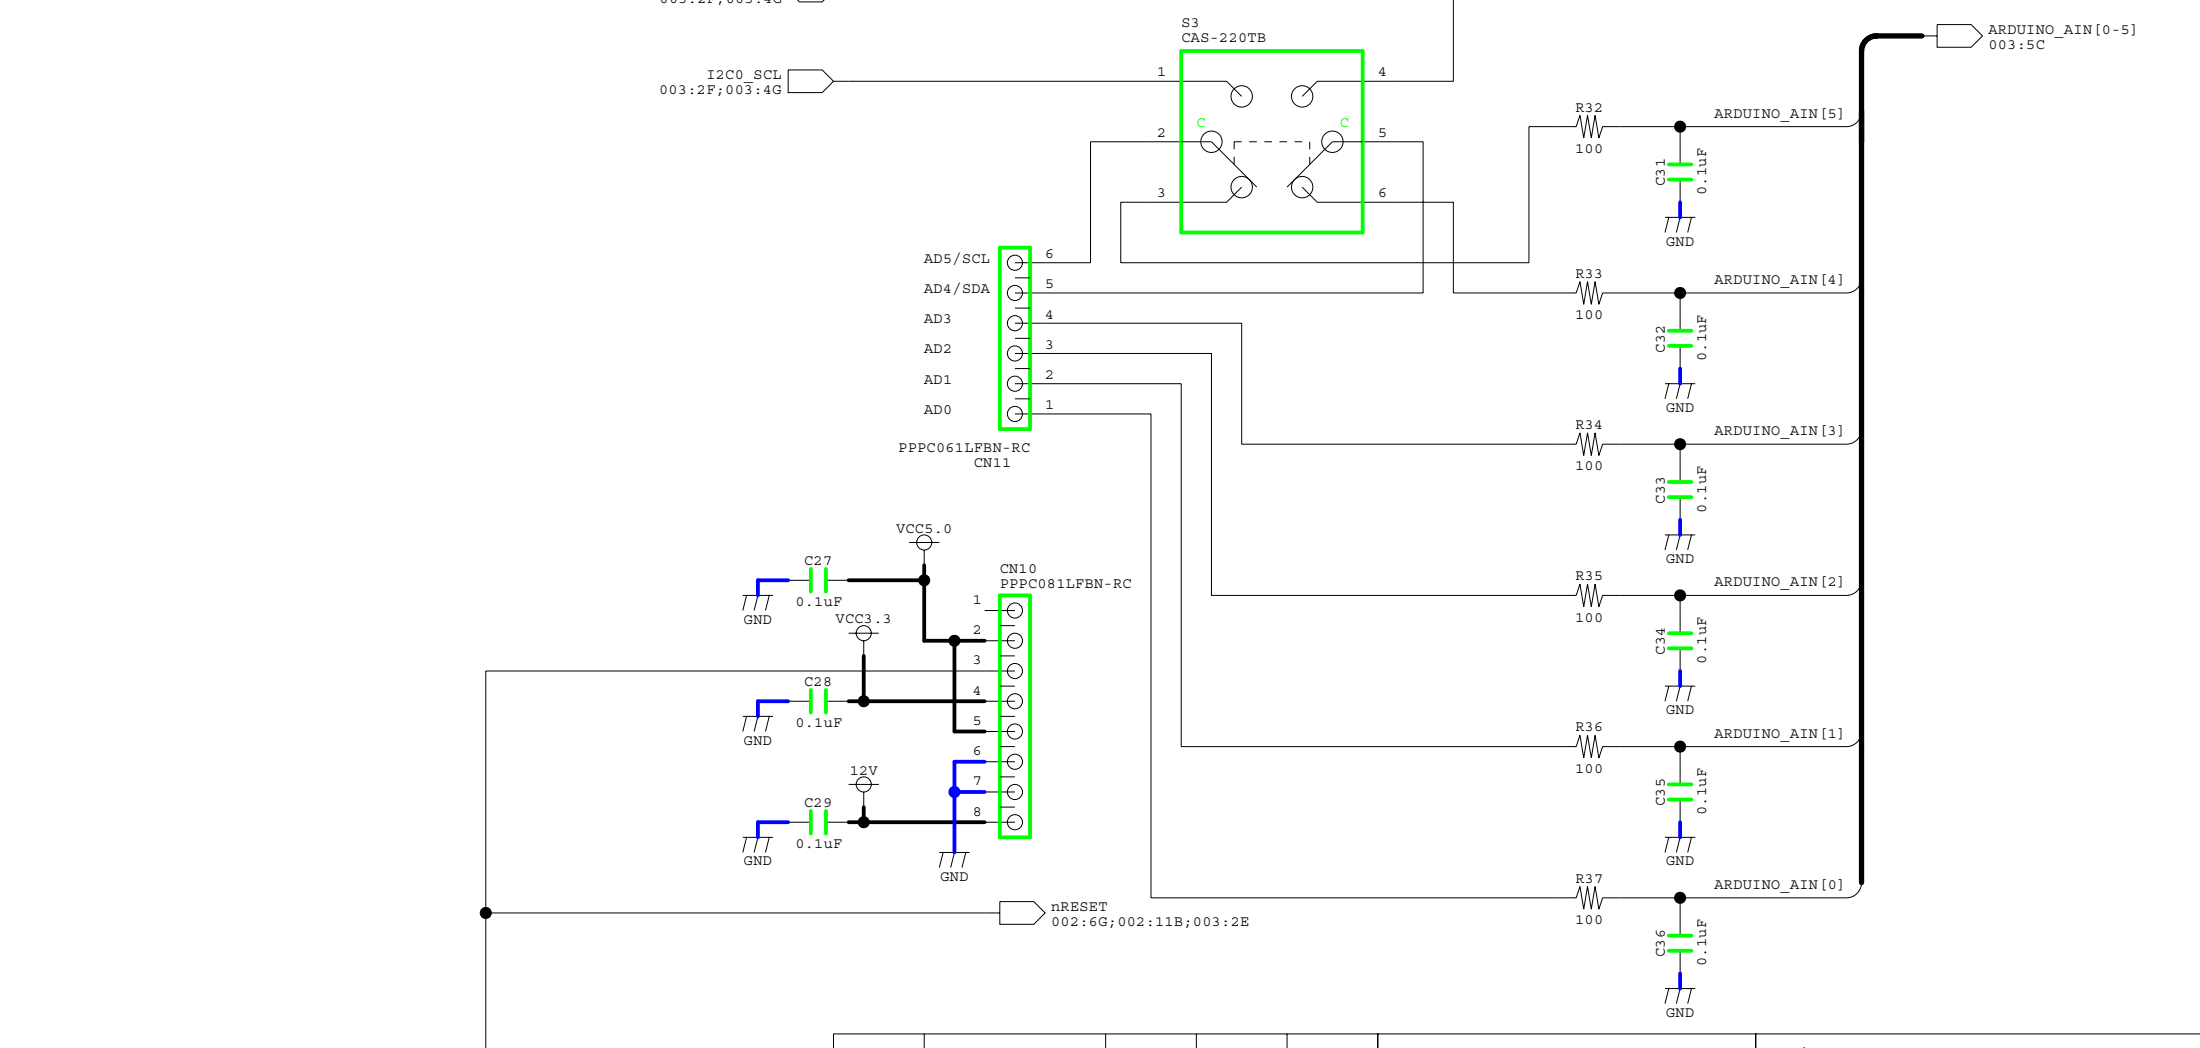 003:2F;003:4G
S3
CAS-220TB
ARDUINO_AIN[0-5]
003:5C
I2C0_SCL
003:2F;003:4G
1
4
C
C
2
5
3
6
R32
100
ARDUINO_AIN[5]
C31
0.1uF
GND
AD5/SCL
6
AD4/SDA
5
AD3
4
AD2
3
AD1
2
AD0
1
PPPC061LFBN-RC
CN11
R33
100
ARDUINO_AIN[4]
C32
0.1uF
GND
R34
100
ARDUINO_AIN[3]
C33
0.1uF
GND
VCC5.0
C27
0.1uF
GND
VCC3.3
CN10
PPPC081LFBN-RC
1
2
3
4
5
6
7
8
C28
0.1uF
GND
12V
C29
0.1uF
GND
GND
R35
100
ARDUINO_AIN[2]
C34
0.1uF
GND
R36
100
ARDUINO_AIN[1]
C35
0.1uF
GND
R37
100
ARDUINO_AIN[0]
C36
0.1uF
GND
nRESET
002:6G;002:11B;003:2E